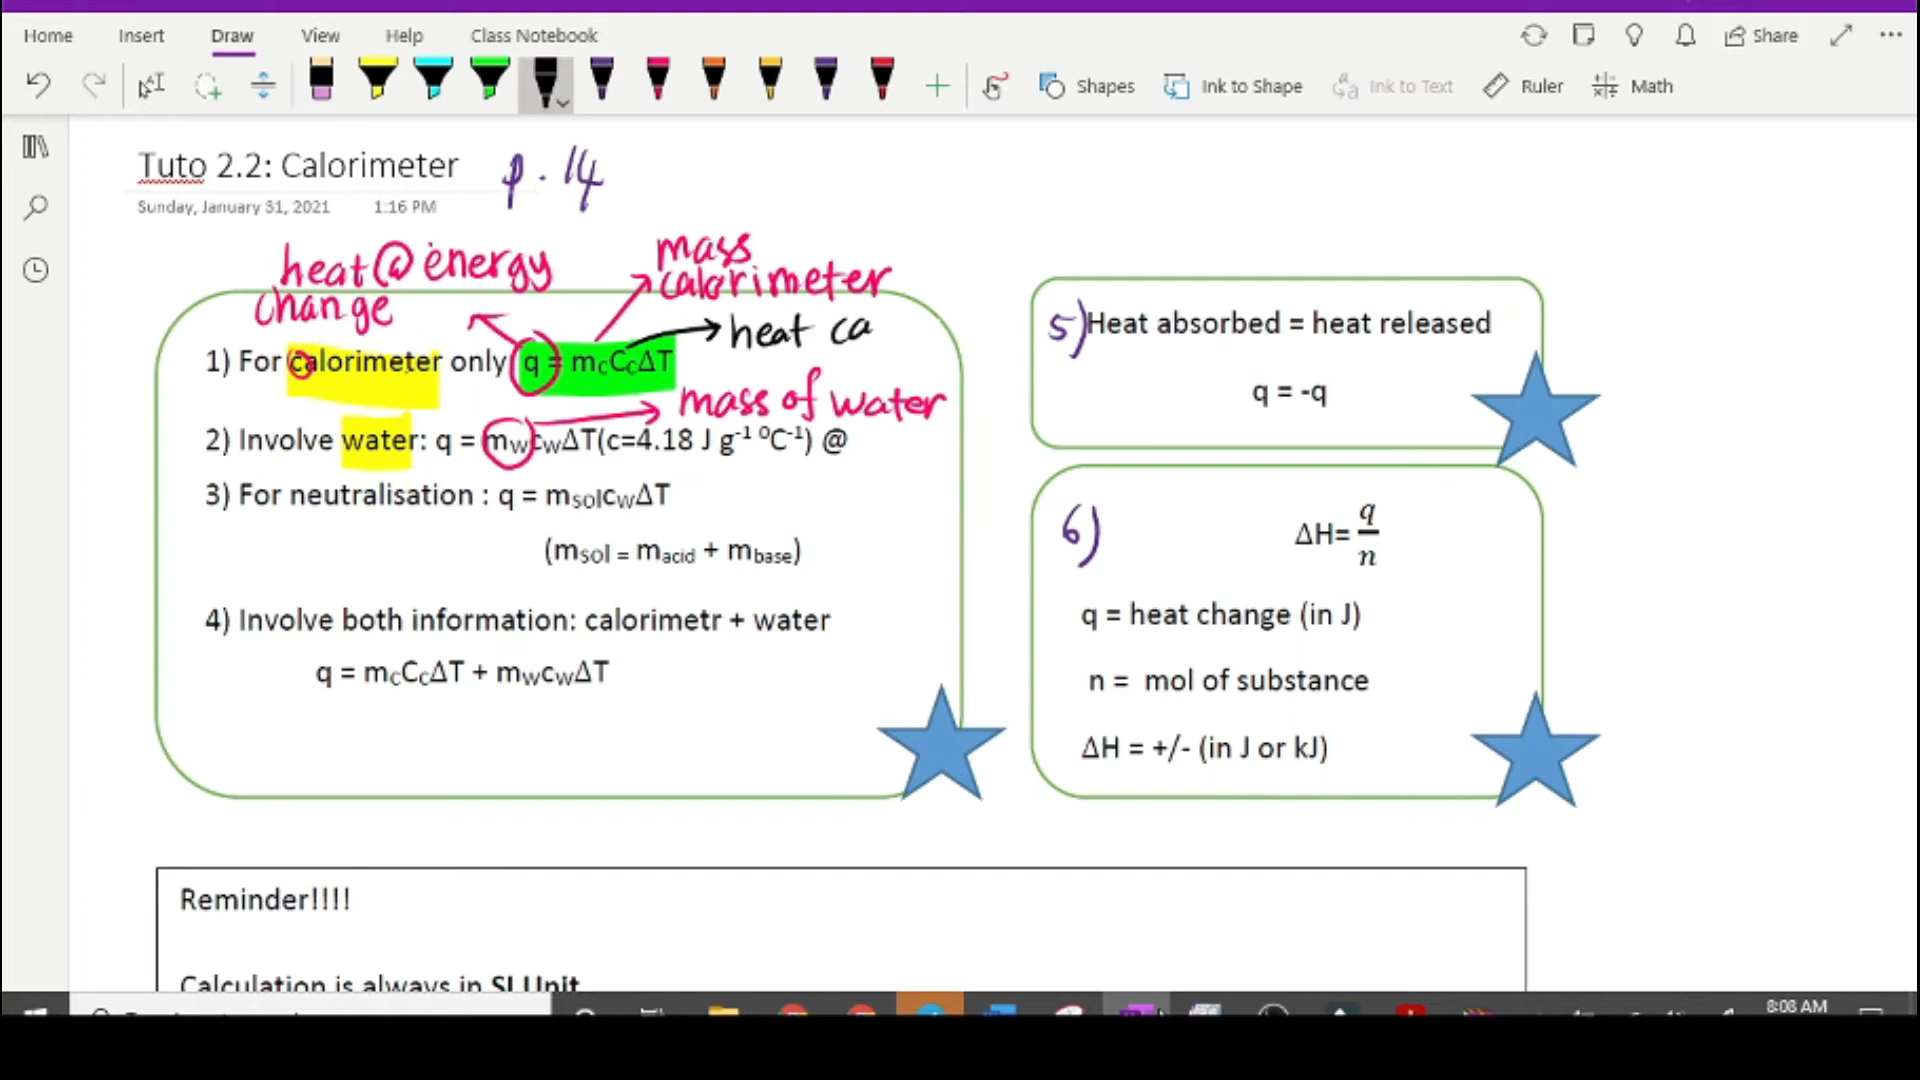 Home Insert Draw View Help Class Notebook Share
Shapes Ink to Shape Ink to Text Ruler Math
Tuto 2.2: Calorimeter p. 14
Sunday, January 31, 2021 1:16 PM
heat@energy
change
mass
calorimeter
heat ca
1) For calorimeter only q = mcCcΔT
mass of water
2) Involve water: q = mwcwΔT(c=4.18 J g-1 0C-1) @
3) For neutralisation : q = msolcwΔT
(msol = macid + mbase)
4) Involve both information: calorimetr + water
q = mcCcΔT + mwcwΔT
5) Heat absorbed = heat released
q = -q
6) ΔH= q/n
q = heat change (in J)
n = mol of substance
ΔH = +/- (in J or kJ)
Reminder!!!!
Calculation is always in SI Unit
8:08 AM